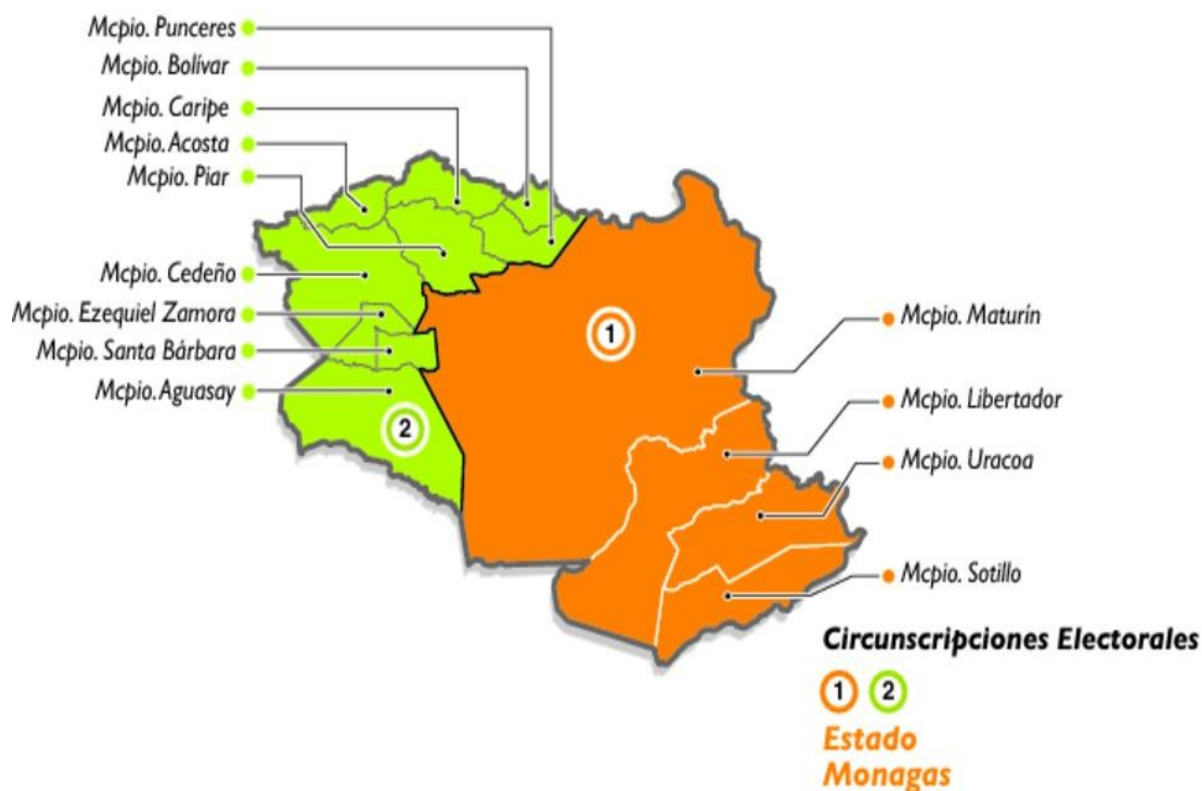 Mcpio. Punceres
Mcpio. Bolívar
Mcpio. Caripe
Mcpio. Acosta
Mcpio. Piar
Mcpio. Cedeño
Mcpio. Ezequiel Zamora
Mcpio. Santa Bárbara
Mcpio. Aguasay
1
2
Mcpio. Maturín
Mcpio. Libertador
Mcpio. Uracoa
Mcpio. Sotillo
Circunscripciones Electorales
1 2
Estado
Monagas